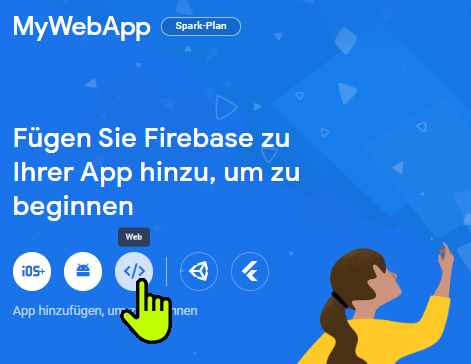 MyWebApp Spark-Plan
Fügen Sie Firebase zu
Ihrer App hinzu, um zu
beginnen
Web
iOS+ </>
App hinzufügen, um